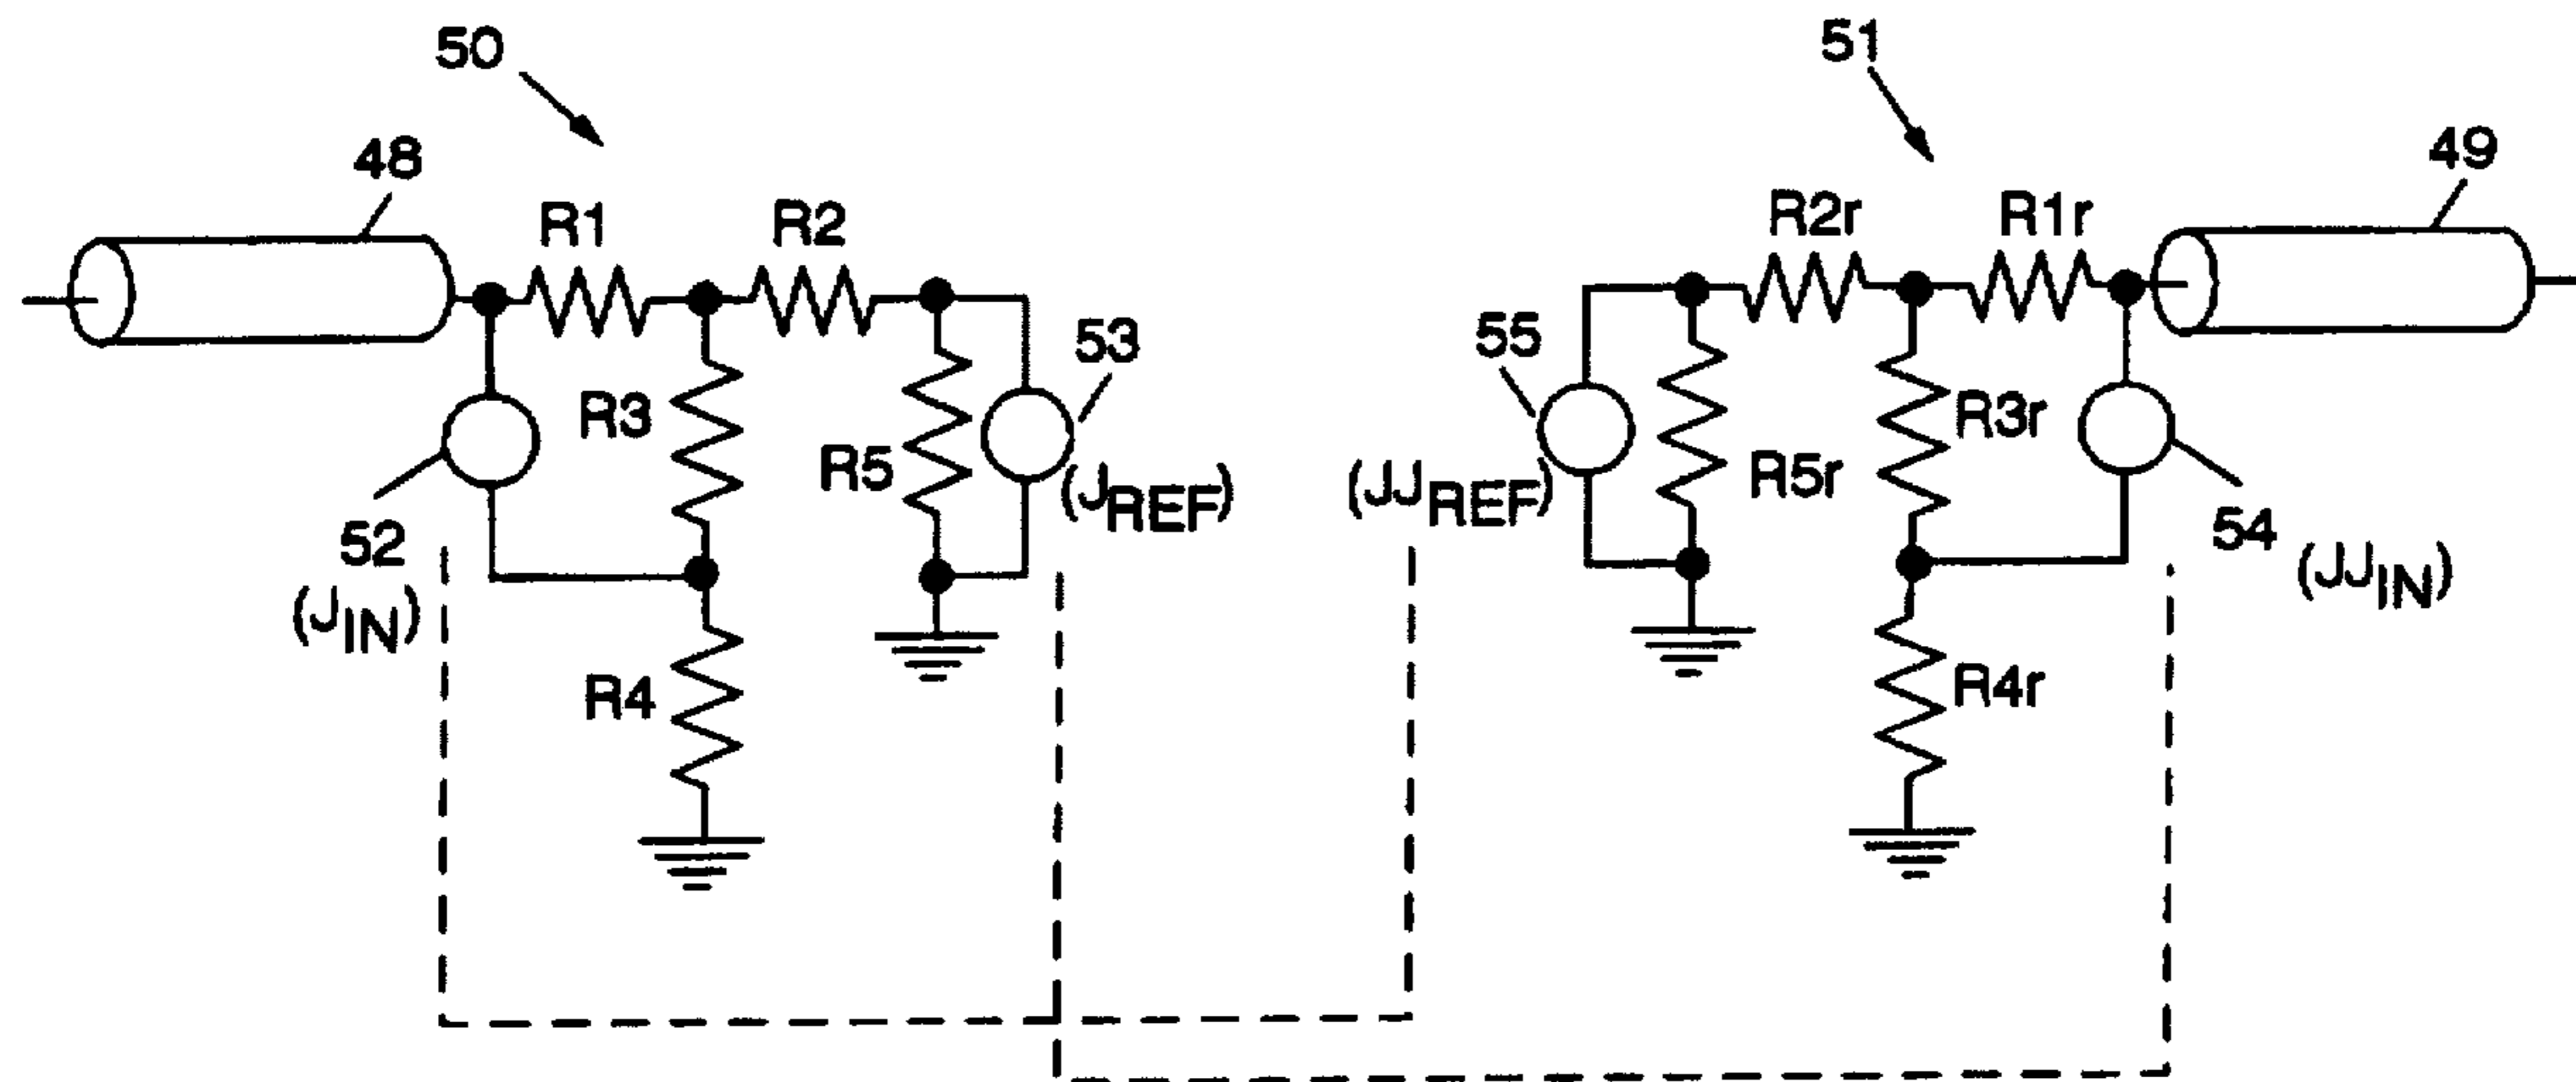 50
51
48
49
R1
R2
R2r
R1r
53
55
R3
R5
(J_REF)
(JJ_REF)
R5r
R3r
52
(J_IN)
54
(JJ_IN)
R4
R4r